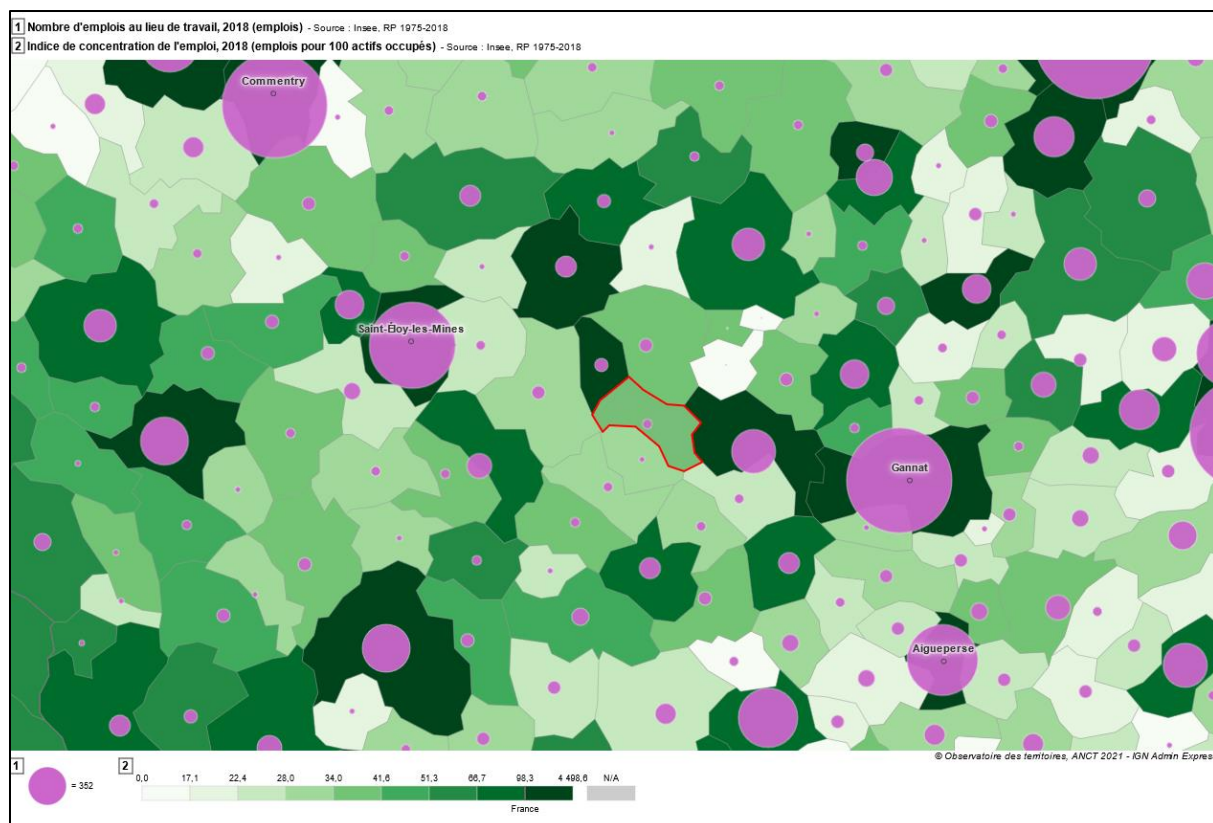 1 Nombre d'emplois au lieu de travail, 2018 (emplois) - Source : Insee, RP 1975-2018
2 Indice de concentration de l'emploi, 2018 (emplois pour 100 actifs occupés) - Source : Insee, RP 1975-2018
Commentry
Saint-Éloy-les-Mines
Gannat
Aigueperse
© Observatoire des territoires, ANCT 2021 - IGN Admin Expres
1 2
0,0 17,1 22,4 28,0 34,0 41,6 51,3 66,7 98,3 4 498,6 N/A
= 352
France